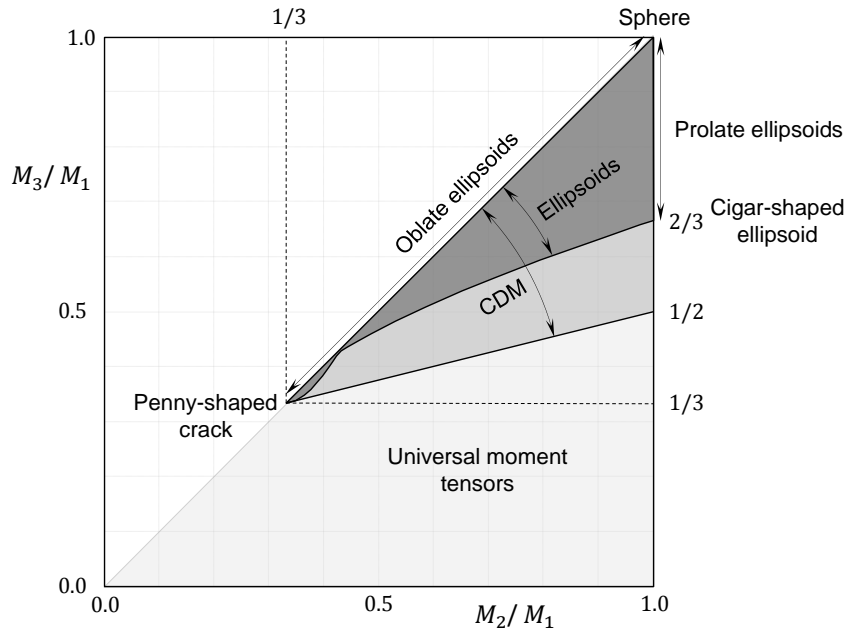 1/3
Sphere
1.0
Prolate ellipsoids
M3/ M1
Oblate ellipsoids
Ellipsoids
2/3
Cigar-shaped
ellipsoid
CDM
0.5
1/2
Penny-shaped
crack
1/3
Universal moment
tensors
0.0
0.0
0.5
1.0
M2/ M1